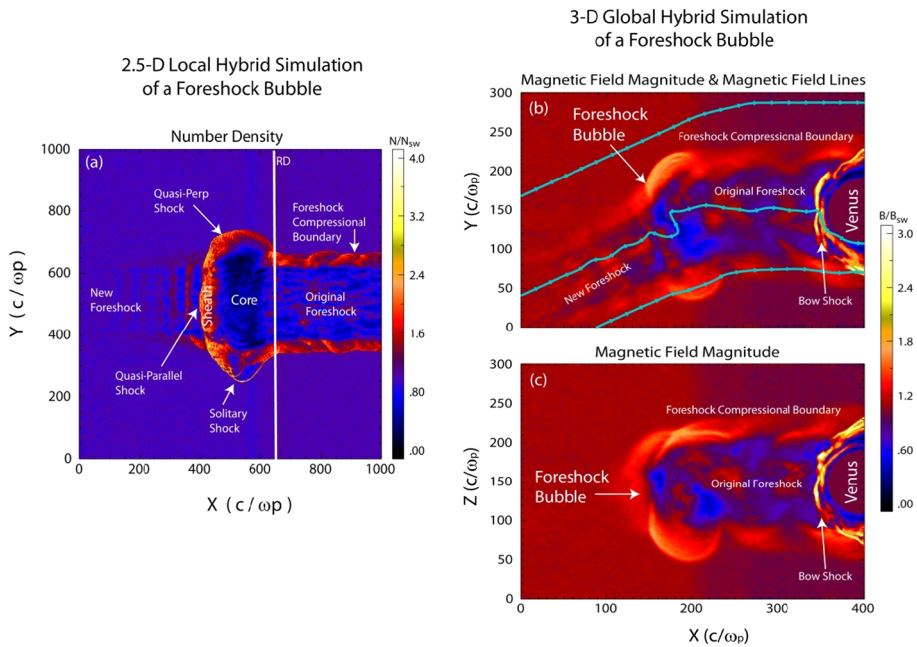 3-D Global Hybrid Simulation
of a Foreshock Bubble
2.5-D Local Hybrid Simulation
of a Foreshock Bubble
Number Density
N/Nsw
(a)
RD
Quasi-Perp
Shock
Foreshock
Compressional
Boundary
New
Foreshock
Sheath
Core
Original
Foreshock
Quasi-Parallel
Shock
Solitary
Shock
1000
800
600
400
200
0
0 200 400 600 800 1000
X ( c / ωp )
Y ( c / ωp )
4.0
3.2
2.4
1.6
.80
.00
Magnetic Field Magnitude & Magnetic Field Lines
(b)
Foreshock
Bubble
Foreshock Compressional Boundary
Original Foreshock
Venus
New Foreshock
Bow Shock
300
250
200
150
100
50
0
0 100 200 300 400
Y (c/ωp)
B/Bsw
3.0
2.4
1.8
1.2
.60
.00
Magnetic Field Magnitude
(c)
Foreshock Compressional Boundary
Foreshock
Bubble
Original Foreshock
Venus
Bow Shock
300
250
200
150
100
50
0
0 100 200 300 400
Z (c/ωp)
X (c/ωp)